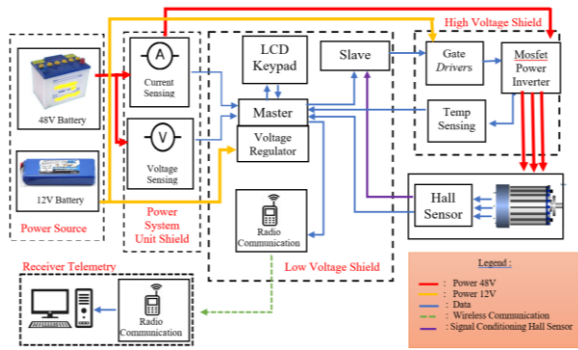 48V Battery
12V Battery
Power Source
A
Current
Sensing
V
Voltage
Sensing
Power
System
Unit Shield
LCD
Keypad
Slave
Master
Voltage
Regulator
Radio
Communication
Low Voltage Shield
High Voltage Shield
Gate
Drivers
Mosfet
Power
Inverter
Temp
Sensing
Hall
Sensor
Receiver Telemetry
Radio
Communication
Legend :
: Power 48V
: Power 12V
: Data
: Wireless Communication
: Signal Conditioning Hall Sensor